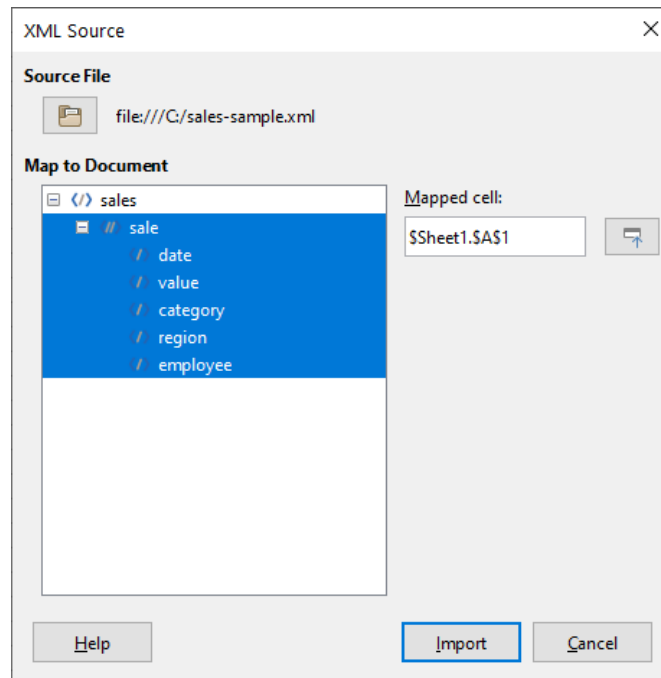 XML Source
Source File
file:///C:/sales-sample.xml
Map to Document
sales
Mapped cell:
sale
$Sheet1.$A$1
date
value
category
region
employee
Help
Import
Cancel